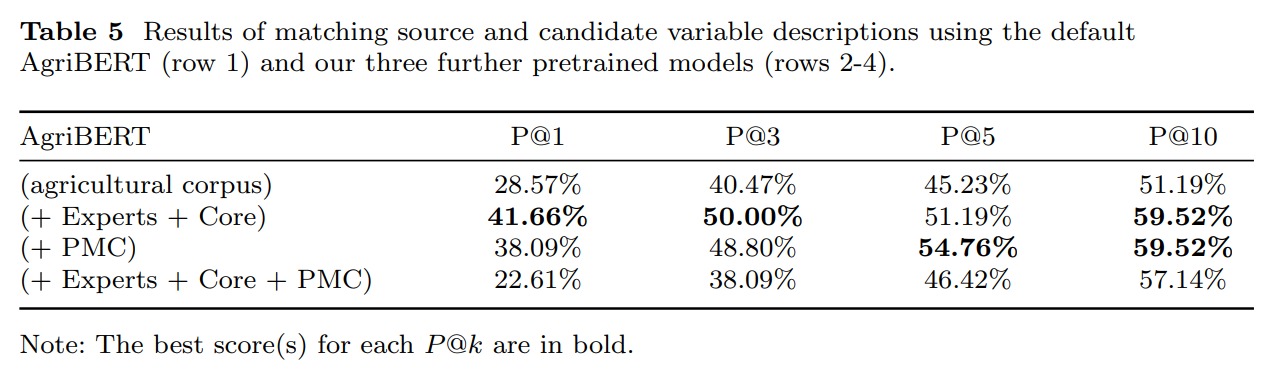 Table 5 Results of matching source and candidate variable descriptions using the default
AgriBERT (row 1) and our three further pretrained models (rows 2-4).
AgriBERT P@1 P@3 P@5 P@10
(agricultural corpus) 28.57% 40.47% 45.23% 51.19%
(+ Experts + Core) 41.66% 50.00% 51.19% 59.52%
(+ PMC) 38.09% 48.80% 54.76% 59.52%
(+ Experts + Core + PMC) 22.61% 38.09% 46.42% 57.14%
Note: The best score(s) for each P@k are in bold.